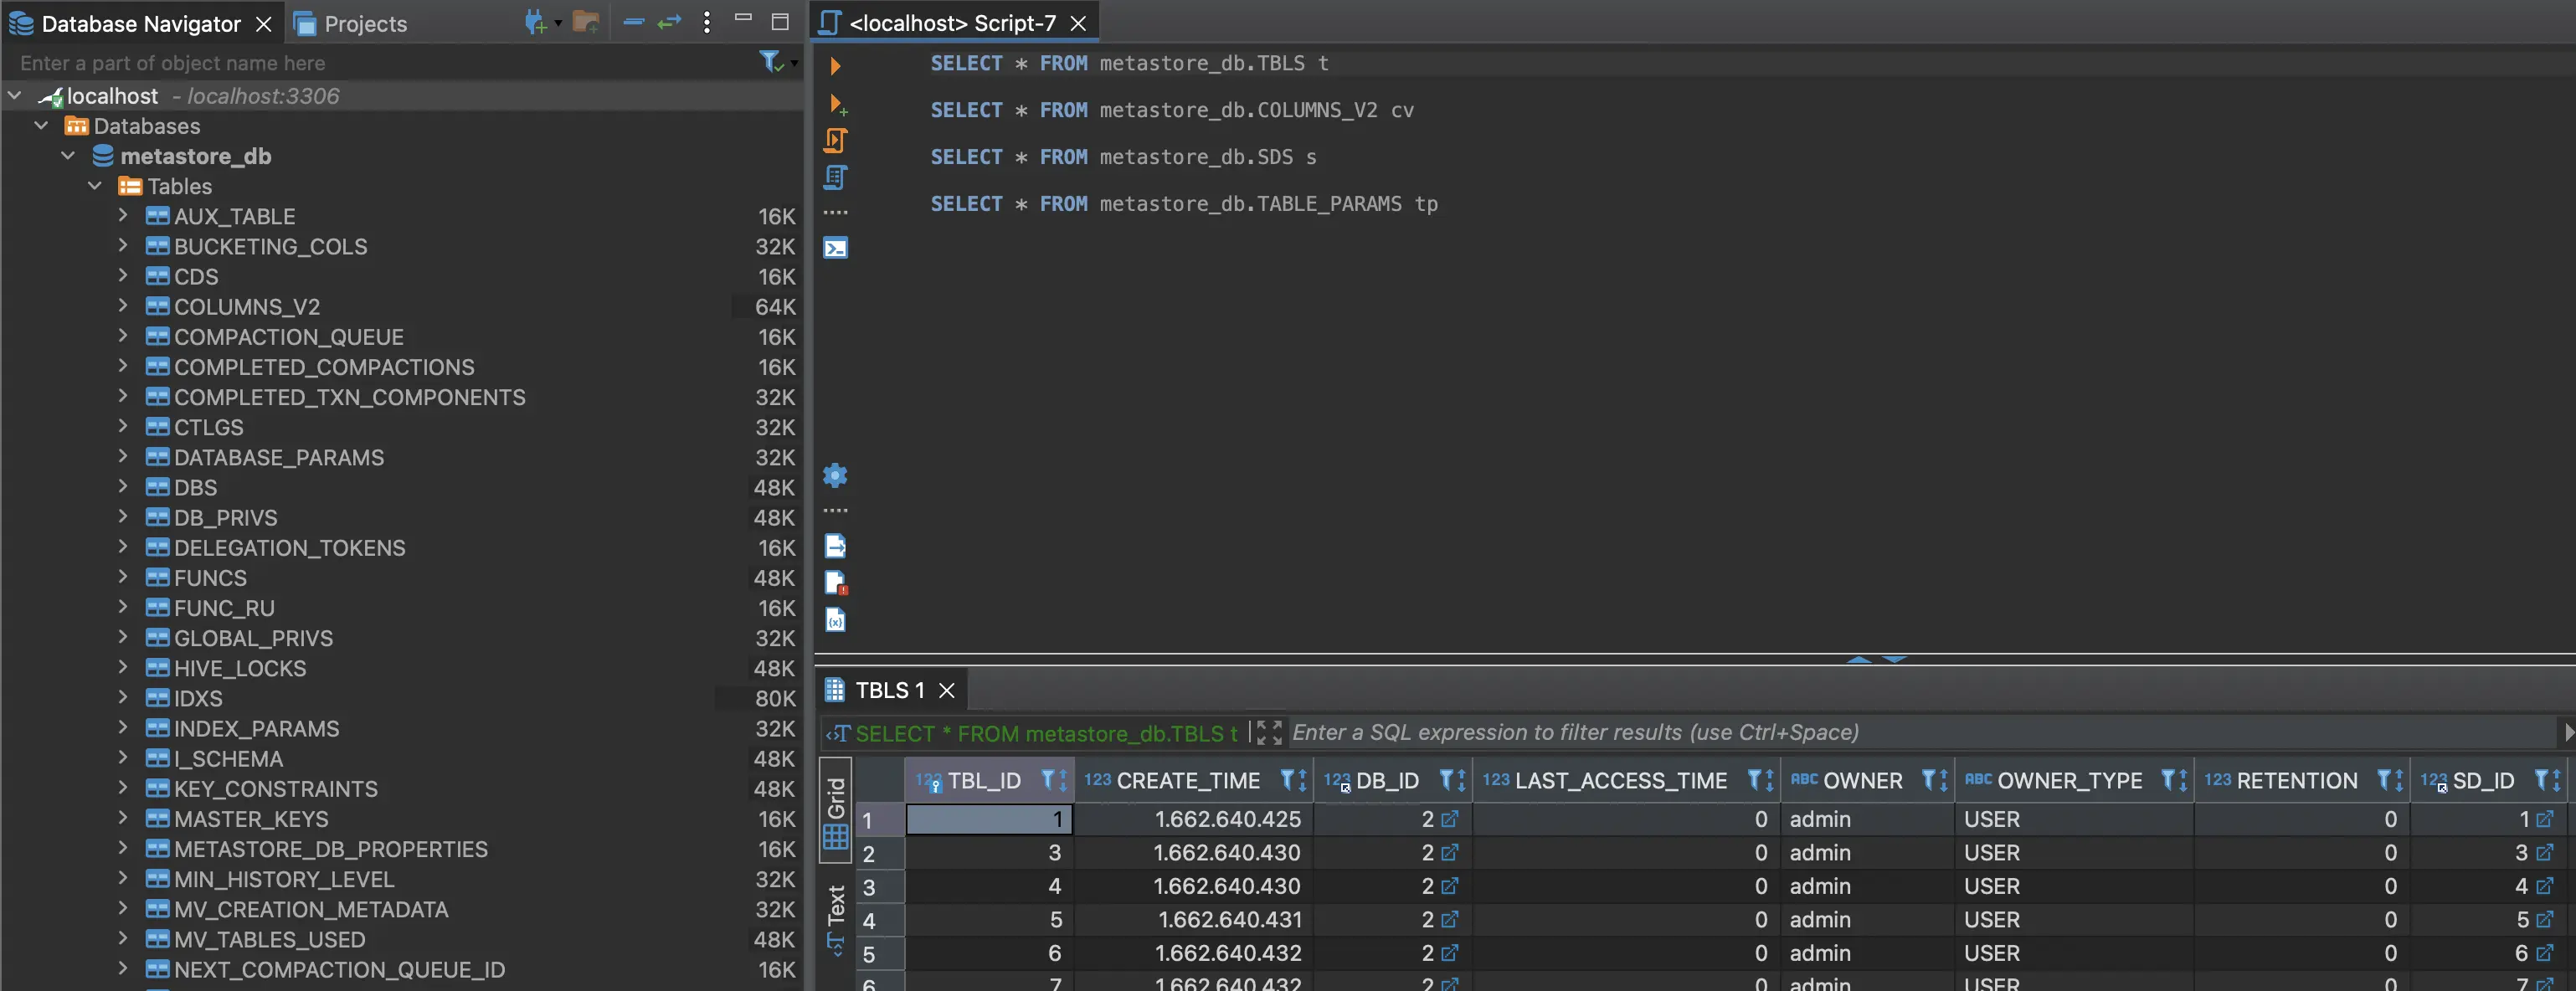 Database Navigator
Projects
Enter a part of object name here
localhost - localhost:3306
Databases
metastore_db
Tables
AUX_TABLE 16K
BUCKETING_COLS 32K
CDS 16K
COLUMNS_V2 64K
COMPACTION_QUEUE 16K
COMPLETED_COMPACTIONS 16K
COMPLETED_TXN_COMPONENTS 32K
CTLGS 32K
DATABASE_PARAMS 32K
DBS 48K
DB_PRIVS 48K
DELEGATION_TOKENS 16K
FUNCS 48K
FUNC_RU 16K
GLOBAL_PRIVS 32K
HIVE_LOCKS 48K
IDXS 80K
INDEX_PARAMS 32K
I_SCHEMA 48K
KEY_CONSTRAINTS 48K
MASTER_KEYS 16K
METASTORE_DB_PROPERTIES 16K
MIN_HISTORY_LEVEL 32K
MV_CREATION_METADATA 32K
MV_TABLES_USED 48K
NEXT_COMPACTION_QUEUE_ID 16K
<localhost> Script-7
SELECT * FROM metastore_db.TBLS t
SELECT * FROM metastore_db.COLUMNS_V2 cv
SELECT * FROM metastore_db.SDS s
SELECT * FROM metastore_db.TABLE_PARAMS tp
TBLS 1
SELECT * FROM metastore_db.TBLS t
Enter a SQL expression to filter results (use Ctrl+Space)
Grid
Text
123 TBL_ID 123 CREATE_TIME 123 DB_ID 123 LAST_ACCESS_TIME ABC OWNER ABC OWNER_TYPE 123 RETENTION 123 SD_ID
1 1 1.662.640.425 2 0 admin USER 0 1
2 3 1.662.640.430 2 0 admin USER 0 3
3 4 1.662.640.430 2 0 admin USER 0 4
4 5 1.662.640.431 2 0 admin USER 0 5
5 6 1.662.640.432 2 0 admin USER 0 6
6 7 1.662.640.432 2 0 admin USER 0 7